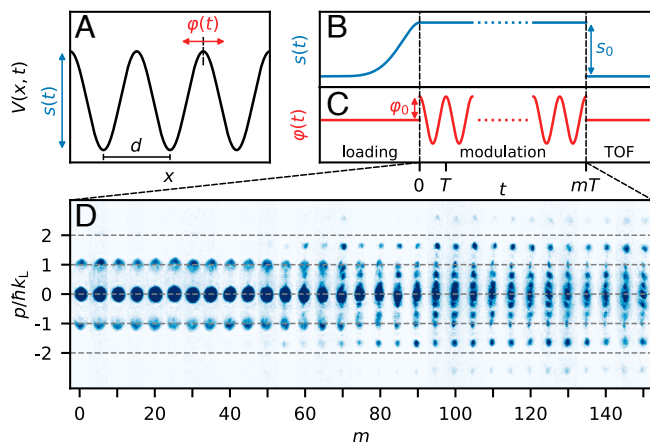 A
φ(t)
V(x, t)
s(t)
d
x
B
s(t)
s₀
C
φ(t)
φ₀
loading
modulation
TOF
0
T
t
mT
D
p/ħk_L
2
1
0
-1
-2
0
20
40
60
80
100
120
140
m